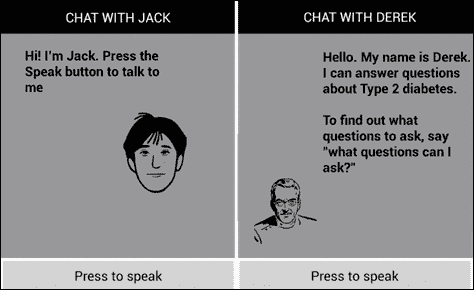 CHAT WITH JACK
Hi! I'm Jack. Press the
Speak button to talk to
me
Press to speak
CHAT WITH DEREK
Hello. My name is Derek.
I can answer questions
about Type 2 diabetes.
To find out what
questions to ask, say
"what questions can I
ask?"
Press to speak